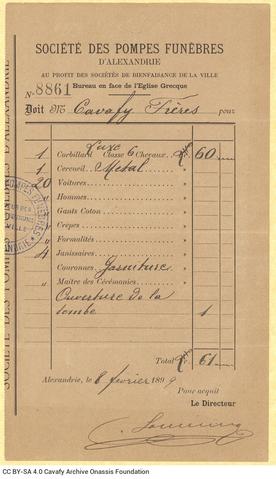 SOCIÉTÉ DES POMPES FUNÈBRES
D'ALEXANDRIE
AU PROFIT DES SOCIÉTÉS DE BIENFAISANCE DE LA VILLE
Bureau en face de l'Eglise Grecque
No 8861
Doit M Cavafy Frères pour
1 Corbillard Luxe Classe 6 Chevaux 60
1 Cercueil Métal "
20 Voitures "
" Hommes "
" Gants Coton "
" Crêpes "
" Formalités "
4 Janissaires "
Couronnes Garniture "
" Maître des Cérémonies "
Ouverture de la
tombe 1
Total 61
Alexandrie, le 8 février 1899
Pour acquit
Le Directeur
POMPES FUNÈBRES
SOCIÉTÉ DES POMPES FUNÈBRES D'ALEXANDRIE
CC BY-SA 4.0 Cavafy Archive Onassis Foundation